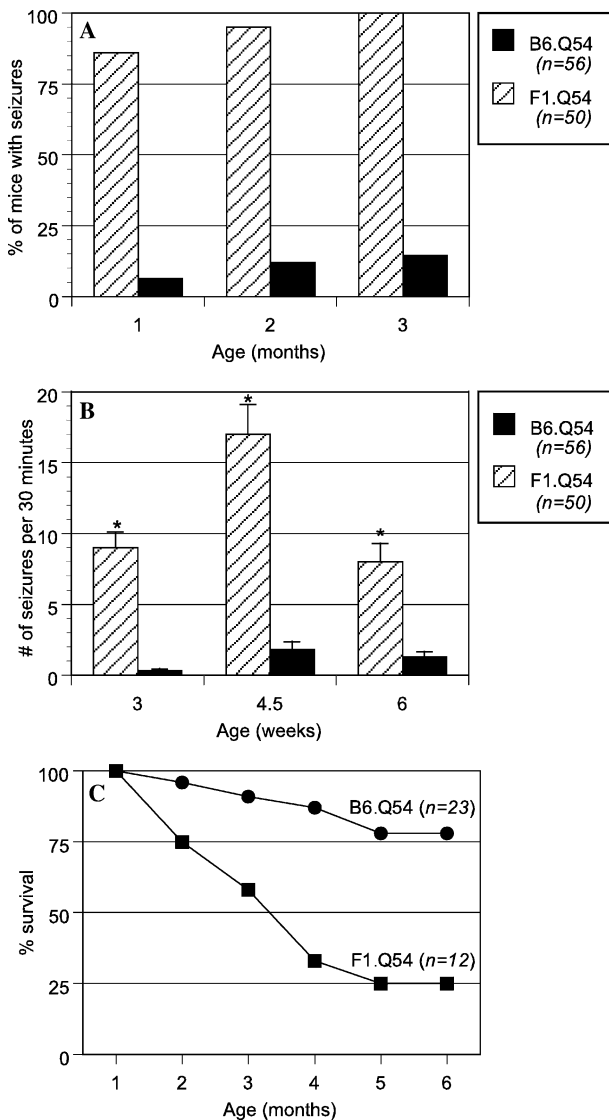 A
100
75
50
25
0
% of mice with seizures
1 2 3
Age (months)
B6.Q54
(n=56)
F1.Q54
(n=50)
B
20
15
10
5
0
# of seizures per 30 minutes
* * *
3 4.5 6
Age (weeks)
B6.Q54
(n=56)
F1.Q54
(n=50)
C
100
75
50
25
0
% survival
B6.Q54 (n=23)
F1.Q54 (n=12)
1 2 3 4 5 6
Age (months)